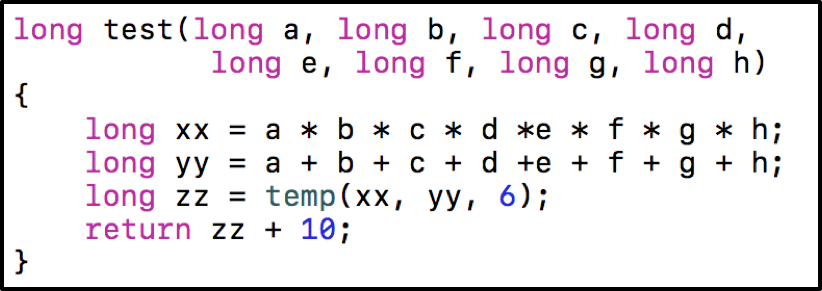 long test(long a, long b, long c, long d,
          long e, long f, long g, long h)
{
    long xx = a * b * c * d *e * f * g * h;
    long yy = a + b + c + d +e + f + g + h;
    long zz = temp(xx, yy, 6);
    return zz + 10;
}